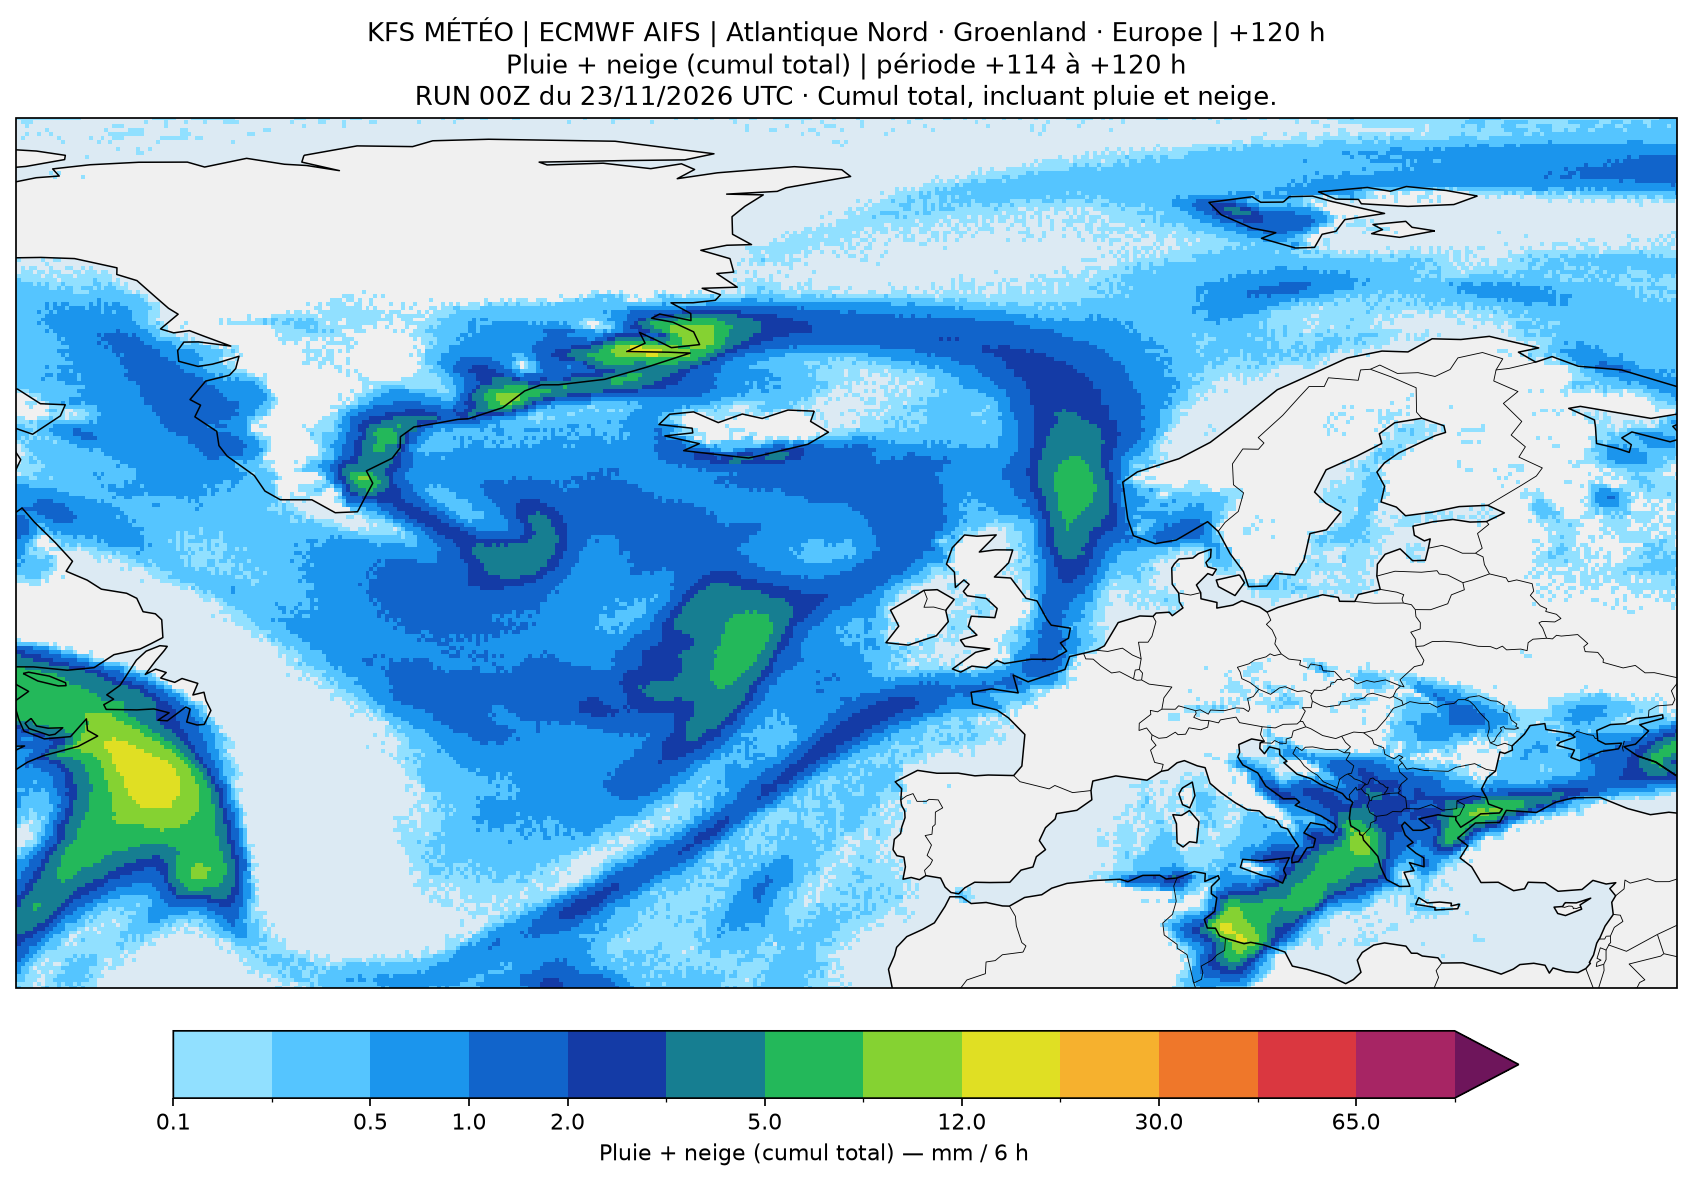 KFS MÉTÉO | ECMWF AIFS | Atlantique Nord · Groenland · Europe | +120 h
Pluie + neige (cumul total) | période +114 à +120 h
RUN 00Z du 23/11/2026 UTC · Cumul total, incluant pluie et neige.
0.1 0.5 1.0 2.0 5.0 12.0 30.0 65.0
Pluie + neige (cumul total) — mm / 6 h